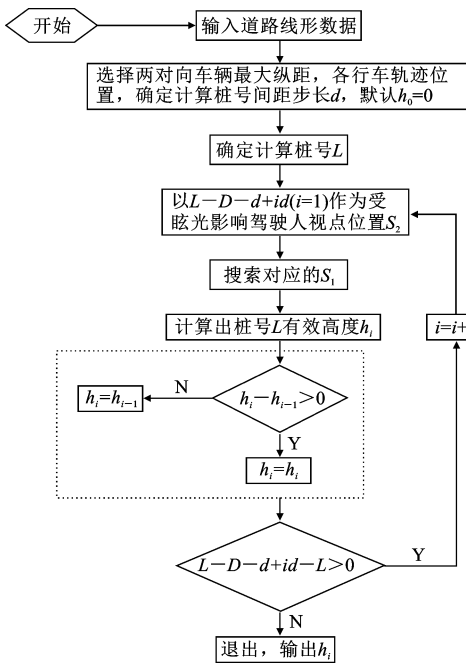 开始
输入道路线形数据
选择两对向车辆最大纵距，各行车轨迹位
置，确定计算桩号间距步长d，默认h₀=0
确定计算桩号L
以L－D－d+id(i=1)作为受
眩光影响驾驶人视点位置S₂
搜索对应的S₁
计算出桩号L有效高度hᵢ
i=i+
hᵢ－hᵢ₋₁＞0
N
hᵢ=hᵢ₋₁
Y
hᵢ=hᵢ
L－D－d+id－L＞0
Y
N
退出，输出hᵢ